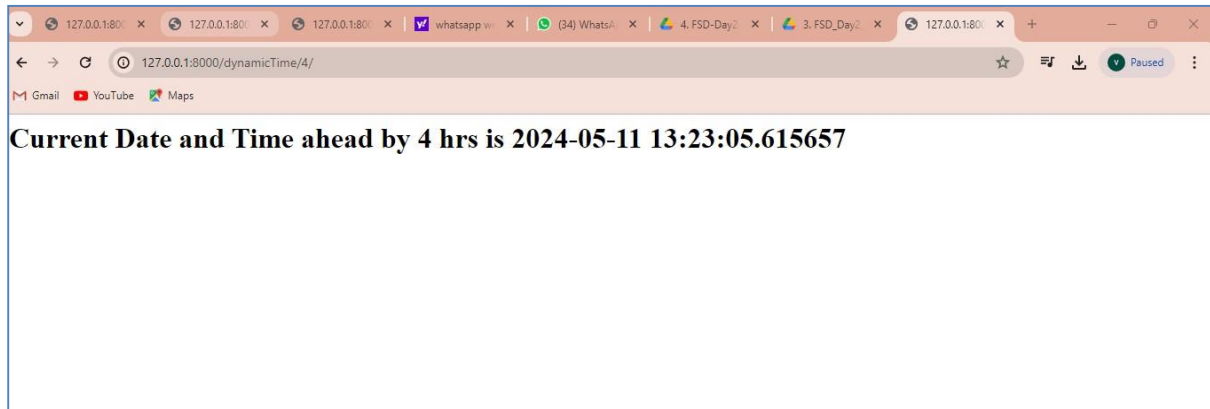 127.0.0.1:800
127.0.0.1:800
127.0.0.1:800
whatsapp w
(34) WhatsA
4. FSD-Day2
3. FSD_Day2
127.0.0.1:800
127.0.0.1:8000/dynamicTime/4/
V Paused
Gmail YouTube Maps
Current Date and Time ahead by 4 hrs is 2024-05-11 13:23:05.615657